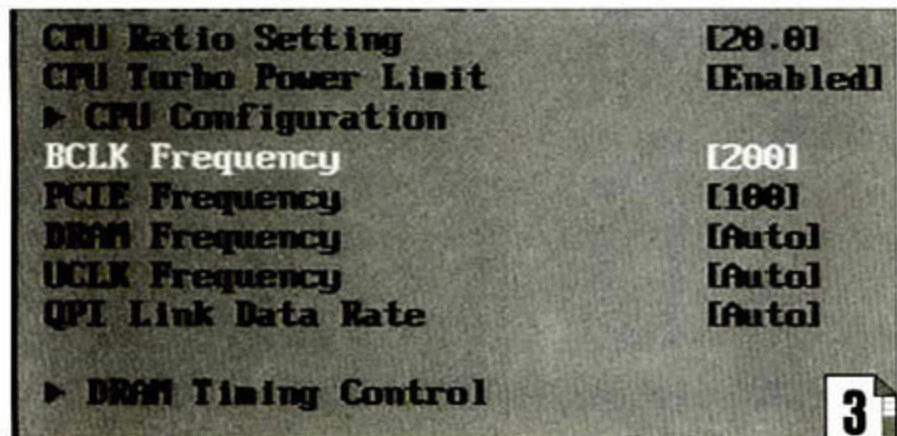 CPU Ratio Setting [20.0]
CPU Turbo Power Limit [Enabled]
▶ CPU Configuration
BCLK Frequency [200]
PCIE Frequency [100]
DRAM Frequency [Auto]
UCLK Frequency [Auto]
QPI Link Data Rate [Auto]
▶ DRAM Timing Control
3